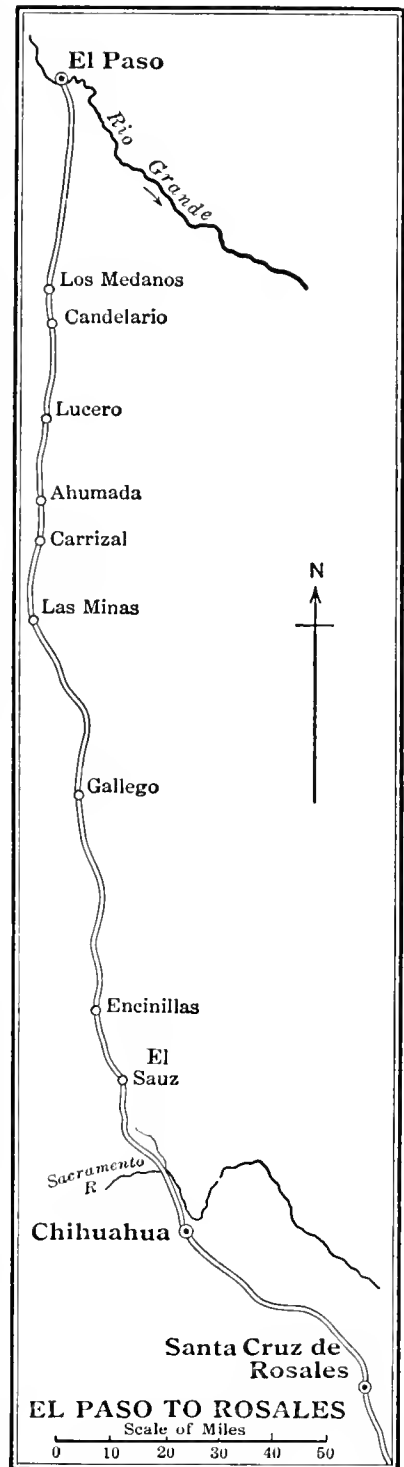 El Paso
Rio Grande
Los Medanos
Candelario
Lucero
Ahumada
Carrizal
N
Las Minas
Gallego
Encinillas
El
Sauz
Sacramento
R
Chihuahua
Santa Cruz de
Rosales
EL PASO TO ROSALES
Scale of Miles
0 10 20 30 40 50